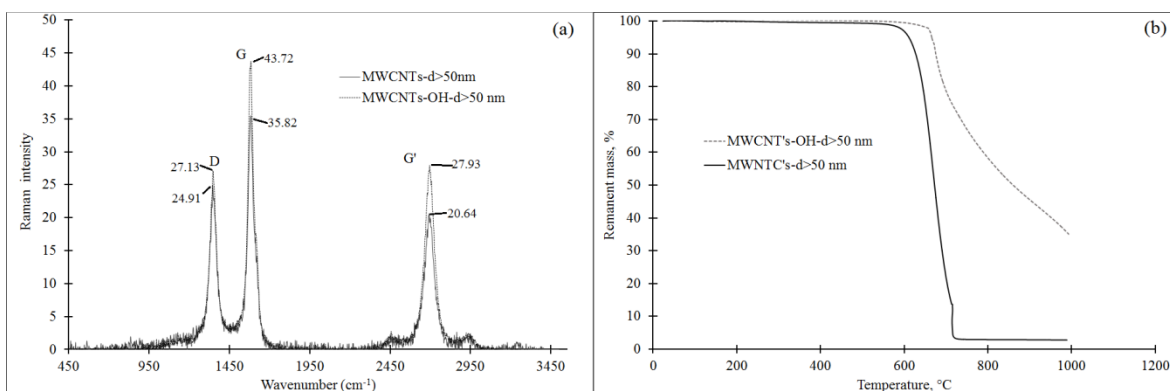 (a)
50
45
40
35
30
25
20
15
10
5
0
Raman intensity
G
43.72
35.82
MWCNTs-d>50nm
MWCNTs-OH-d>50 nm
D
27.13
24.91
G'
27.93
20.64
450 950 1450 1950 2450 2950 3450
Wavenumber (cm-1)
(b)
100
90
80
70
60
50
40
30
20
10
0
Remanent mass, %
MWCNT's-OH-d>50 nm
MWNTC's-d>50 nm
0 200 400 600 800 1000 1200
Temperature, °C